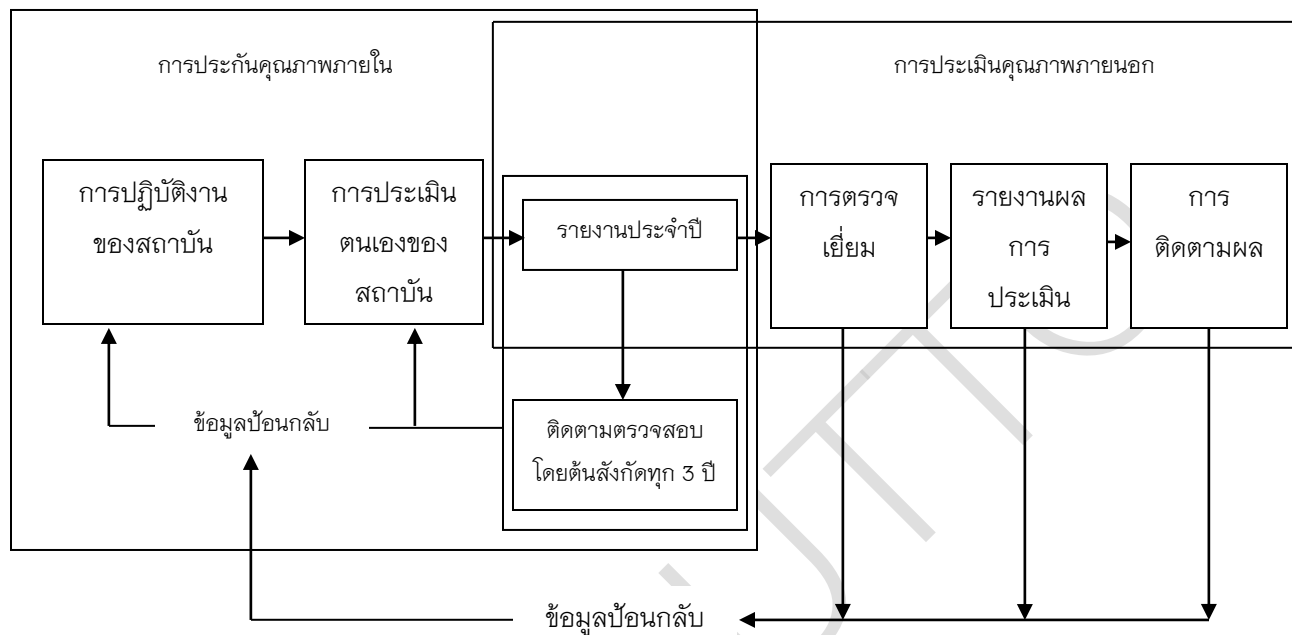 การประกันคุณภาพภายใน
การประเมินคุณภาพภายนอก
การปฏิบัติงาน
ของสถาบัน
การประเมิน
ตนเองของ
สถาบัน
รายงานประจำปี
การตรวจ
เยี่ยม
รายงานผล
การ
ประเมิน
การ
ติดตามผล
ข้อมูลป้อนกลับ
ติดตามตรวจสอบ
โดยต้นสังกัดทุก 3 ปี
ข้อมูลป้อนกลับ